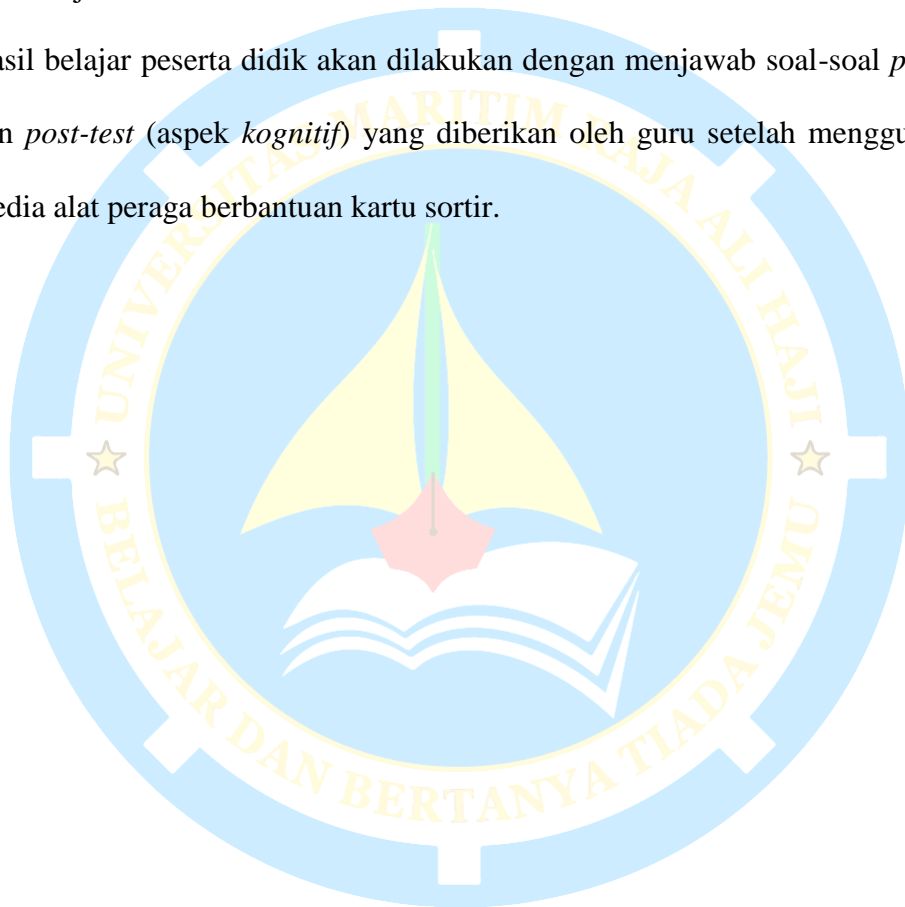 asil belajar peserta didik akan dilakukan dengan menjawab soal-soal p
n post-test (aspek kognitif) yang diberikan oleh guru setelah menggu
edia alat peraga berbantuan kartu sortir.
UNIVERSITAS MARITIM RAJA ALI HAJI
BELAJAR DAN BERTANYA TIADA JEMU